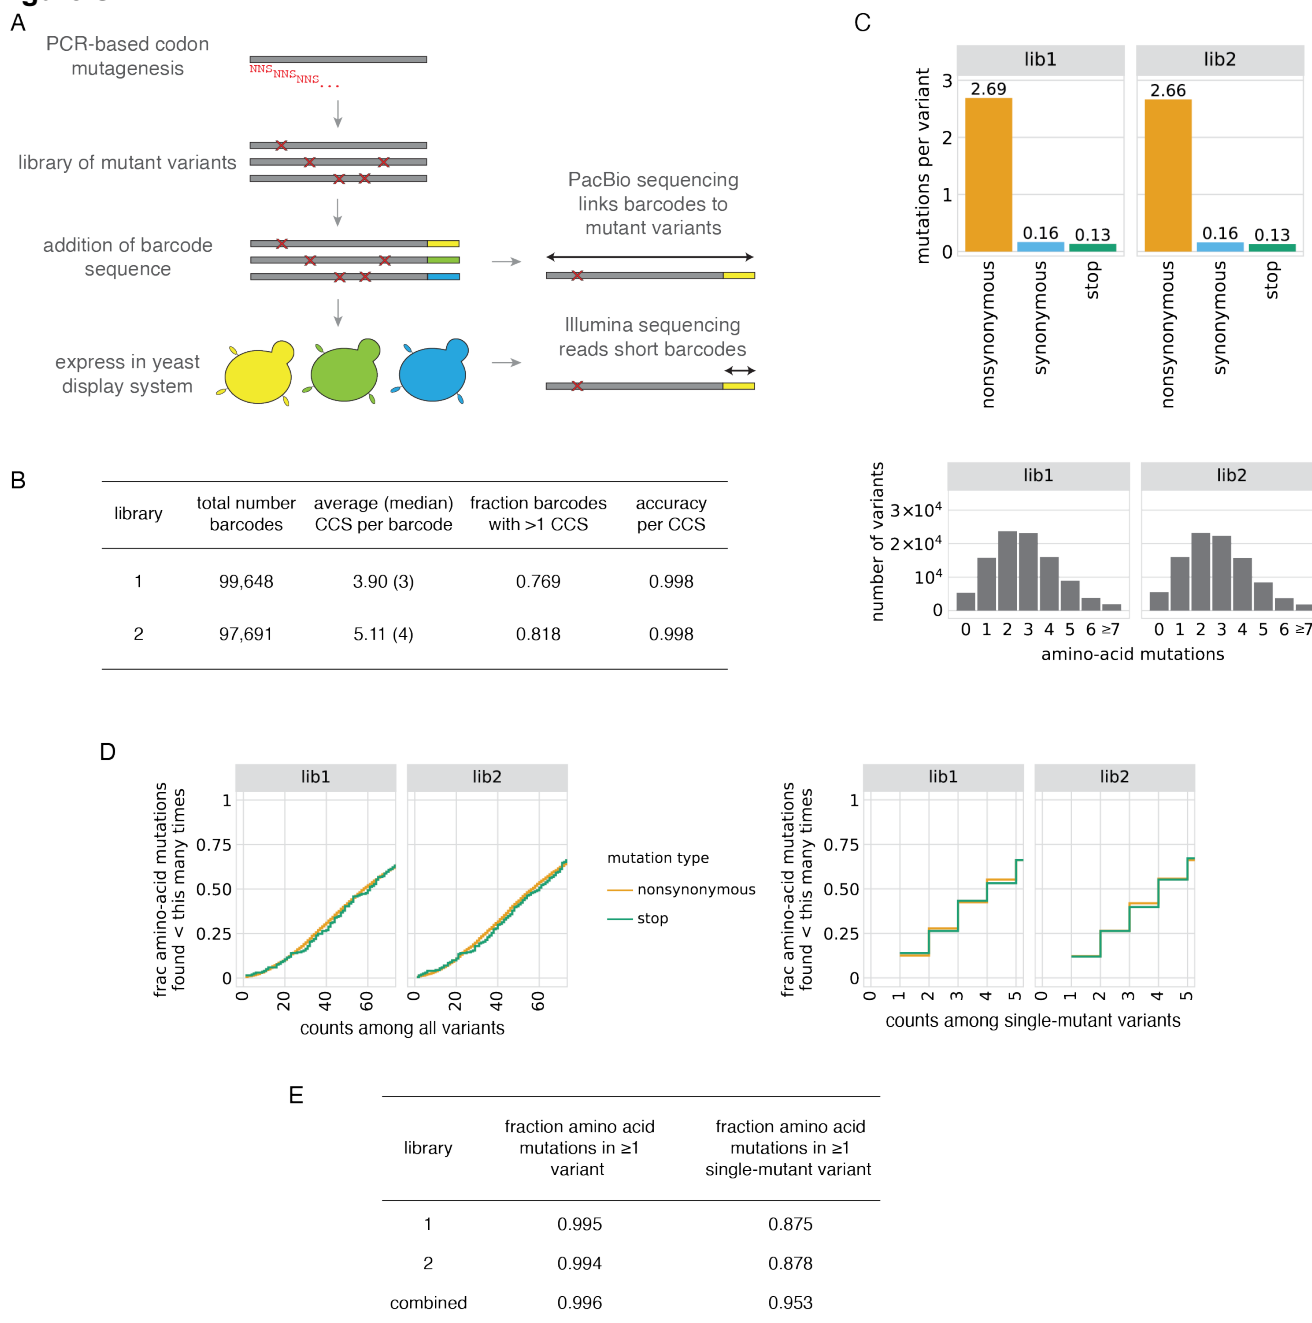 A
PCR-based codon
mutagenesis
NNS
NNS
NNS
...
library of mutant variants
addition of barcode
sequence
express in yeast
display system
PacBio sequencing
links barcodes to
mutant variants
Illumina sequencing
reads short barcodes
C
lib1
lib2
mutations per variant
3
2
1
0
2.69
0.16
0.13
2.66
0.16
0.13
nonsynonymous
synonymous
stop
nonsynonymous
synonymous
stop
lib1
lib2
number of variants
3×10⁴
2×10⁴
10⁴
0
0 1 2 3 4 5 6 ≥7
0 1 2 3 4 5 6 ≥7
amino-acid mutations
B
library
total number
barcodes
average (median)
CCS per barcode
fraction barcodes
with >1 CCS
accuracy
per CCS
1 99,648 3.90 (3) 0.769 0.998
2 97,691 5.11 (4) 0.818 0.998
D
lib1
lib2
frac amino-acid mutations
found < this many times
1
0.75
0.50
0.25
0
0 20 40 60
0 20 40 60
counts among all variants
mutation type
nonsynonymous
stop
lib1
lib2
frac amino-acid mutations
found < this many times
1
0.75
0.50
0.25
0
0 1 2 3 4 5
0 1 2 3 4 5
counts among single-mutant variants
E
library
fraction amino acid
mutations in ≥1
variant
fraction amino acid
mutations in ≥1
single-mutant variant
1 0.995 0.875
2 0.994 0.878
combined 0.996 0.953